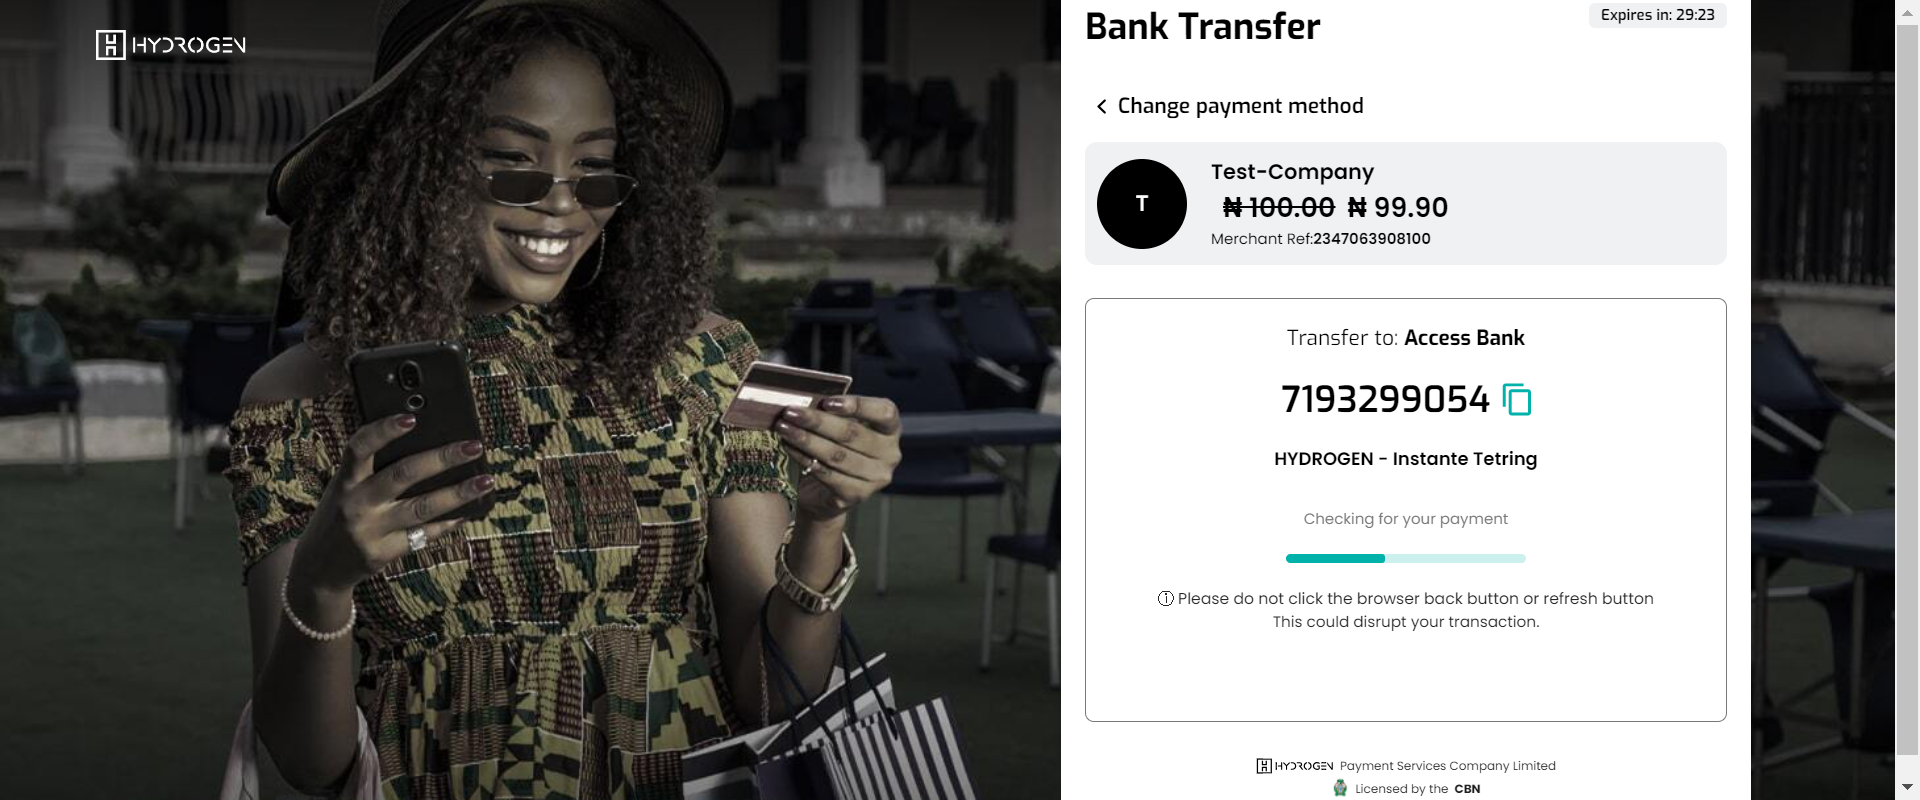 HYDROGEN
Bank Transfer
Expires in: 29:23
Change payment method
T
Test-Company
₦ 100.00 ₦ 99.90
Merchant Ref:2347063908100
Transfer to: Access Bank
7193299054
HYDROGEN - Instante Tetring
Checking for your payment
Please do not click the browser back button or refresh button
This could disrupt your transaction.
HYDROGEN Payment Services Company Limited
Licensed by the CBN